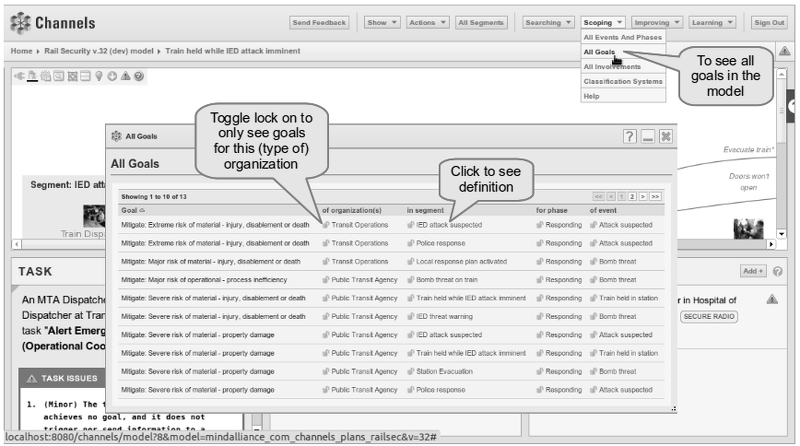 Channels
Send Feedback Show Actions All Segments Searching Scoping Improving Learning Sign Out
Home Rail Security v.32 (dev) model Train held while IED attack imminent
All Events And Phases
All Goals
All Involvements
Classification Systems
Help
To see all
goals in the
model
Toggle lock on to
only see goals
for this (type of)
organization
Click to see
definition
Evacuate train*
Doors won't
open
Segment: IED att
Train Disp
All Goals
All Goals
Showing 1 to 10 of 13 << < 1 2 > >>
Goal of organization(s) in segment for phase of event
Mitigate: Extreme risk of material - injury, disablement or death Transit Operations IED attack suspected Responding Attack suspected
Mitigate: Extreme risk of material - injury, disablement or death Transit Operations Police response Responding Attack suspected
Mitigate: Major risk of material - injury, disablement or death Transit Operations Local response plan activated Responding Bomb threat
Mitigate: Major risk of operational - process inefficiency Public Transit Agency Bomb threat on train Responding Bomb threat
Mitigate: Severe risk of material - injury, disablement or death Public Transit Agency Train held while IED attack imminent Responding Train held in station
Mitigate: Severe risk of material - injury, disablement or death Public Transit Agency IED threat warning Responding Bomb threat
Mitigate: Severe risk of material - property damage Public Transit Agency IED attack suspected Responding Attack suspected
Mitigate: Severe risk of material - property damage Public Transit Agency Train held while IED attack imminent Responding Train held in station
Mitigate: Severe risk of material - property damage Public Transit Agency Station Evacuation Responding Bomb threat
Mitigate: Severe risk of material - property damage Public Transit Agency Police response Responding Attack suspected
TASK
Add +
An MTA Dispatche
Dispatcher at Tran
task "Alert Emerg
(Operational Coo
r in Hospital of
SECURE RADIO
TASK ISSUES
1. (Minor) The t
achieves no goal, and it does not
trigger nor send information to a
localhost:8080/channels/model?8&model=mindalliance_com_channels_plans_railsec&v=32#